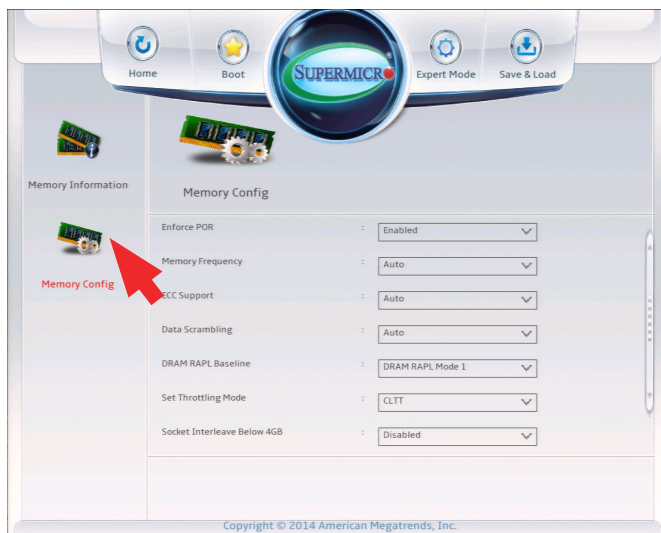 Home
Boot
SUPERMICRO
Expert Mode
Save & Load
Memory Information
Memory Config
Memory Config
Enforce POR : Enabled
Memory Frequency : Auto
ECC Support : Auto
Data Scrambling : Auto
DRAM RAPL Baseline : DRAM RAPL Mode 1
Set Throttling Mode : CLTT
Socket Interleave Below 4GB : Disabled
Copyright © 2014 American Megatrends, Inc.